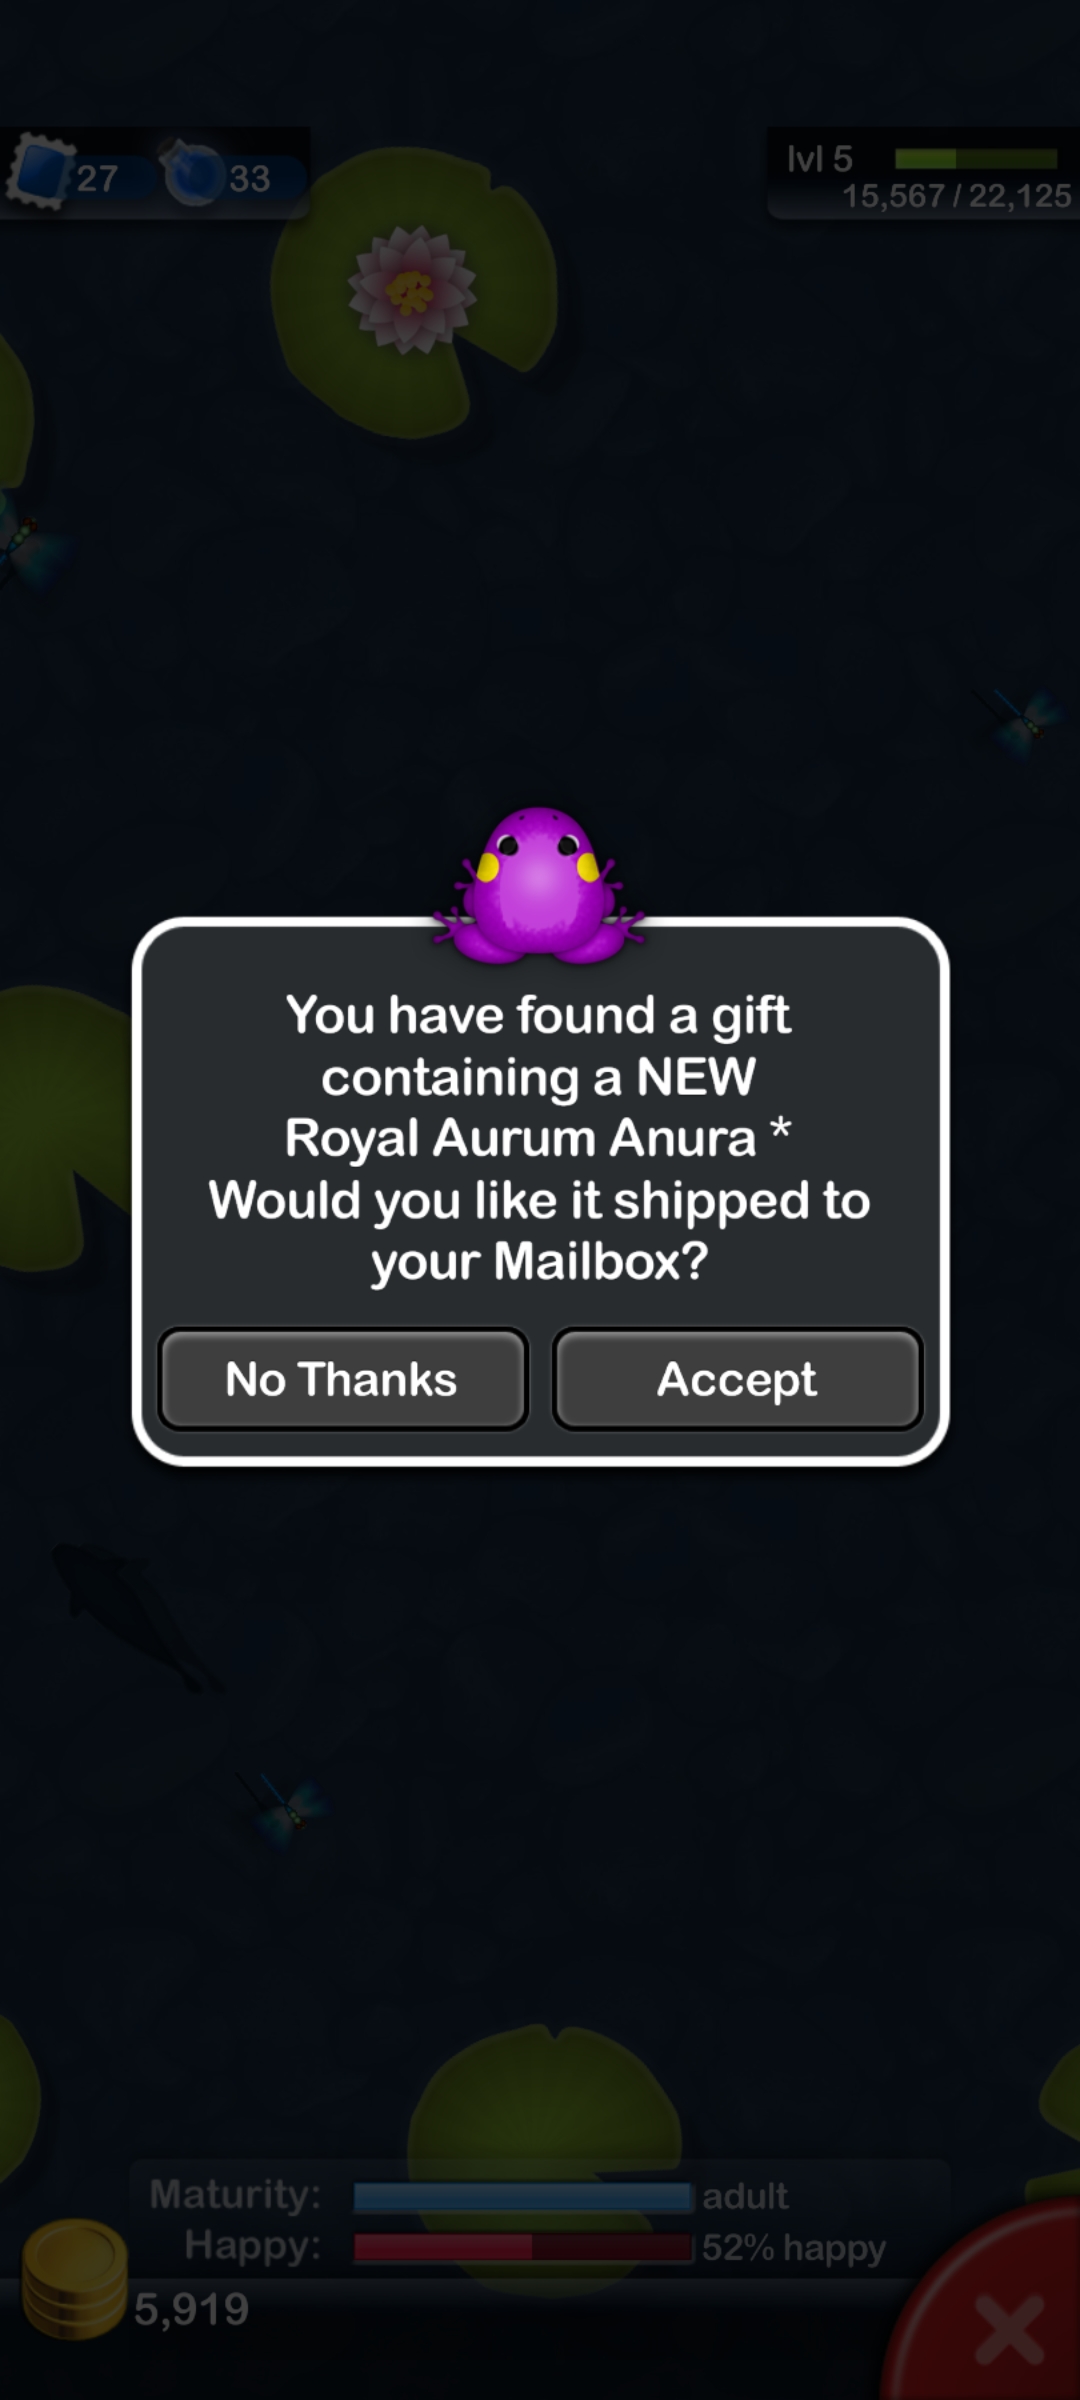 27
33
lvl 5
15,567 / 22,125
You have found a gift
containing a NEW
Royal Aurum Anura *
Would you like it shipped to
your Mailbox?
No Thanks
Accept
Maturity: adult
Happy: 52% happy
5,919